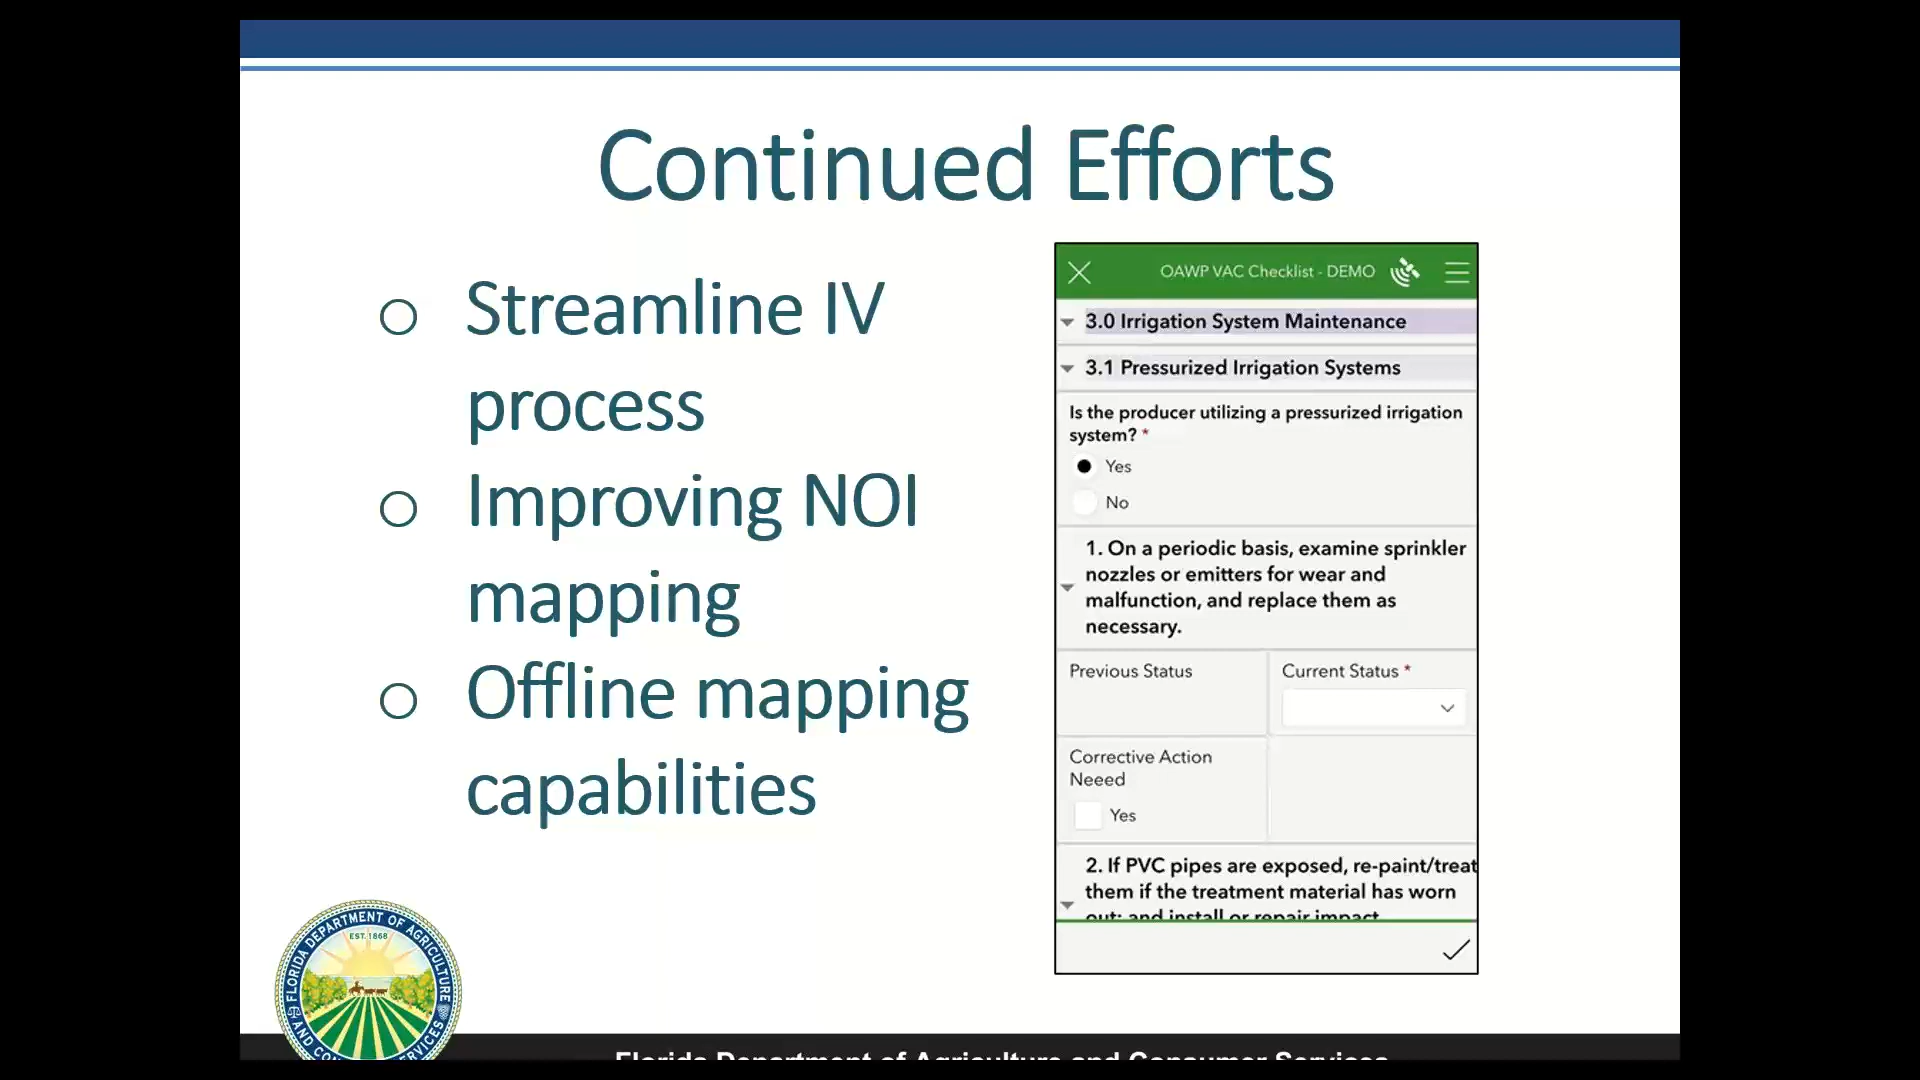 Continued Efforts
Streamline IV
process
Improving NOI
mapping
Offline mapping
capabilities
OAWP VAC Checklist - DEMO
3.0 Irrigation System Maintenance
3.1 Pressurized Irrigation Systems
Is the producer utilizing a pressurized irrigation
system? *
Yes
No
1. On a periodic basis, examine sprinkler
nozzles or emitters for wear and
malfunction, and replace them as
necessary.
Previous Status
Current Status *
Corrective Action
Neeed
Yes
2. If PVC pipes are exposed, re-paint/treat
them if the treatment material has worn
out; and install or repair impact
FLORIDA DEPARTMENT OF AGRICULTURE
EST. 1868
AND CONSUMER SERVICES
Florida Department of Agriculture and Consumer Services